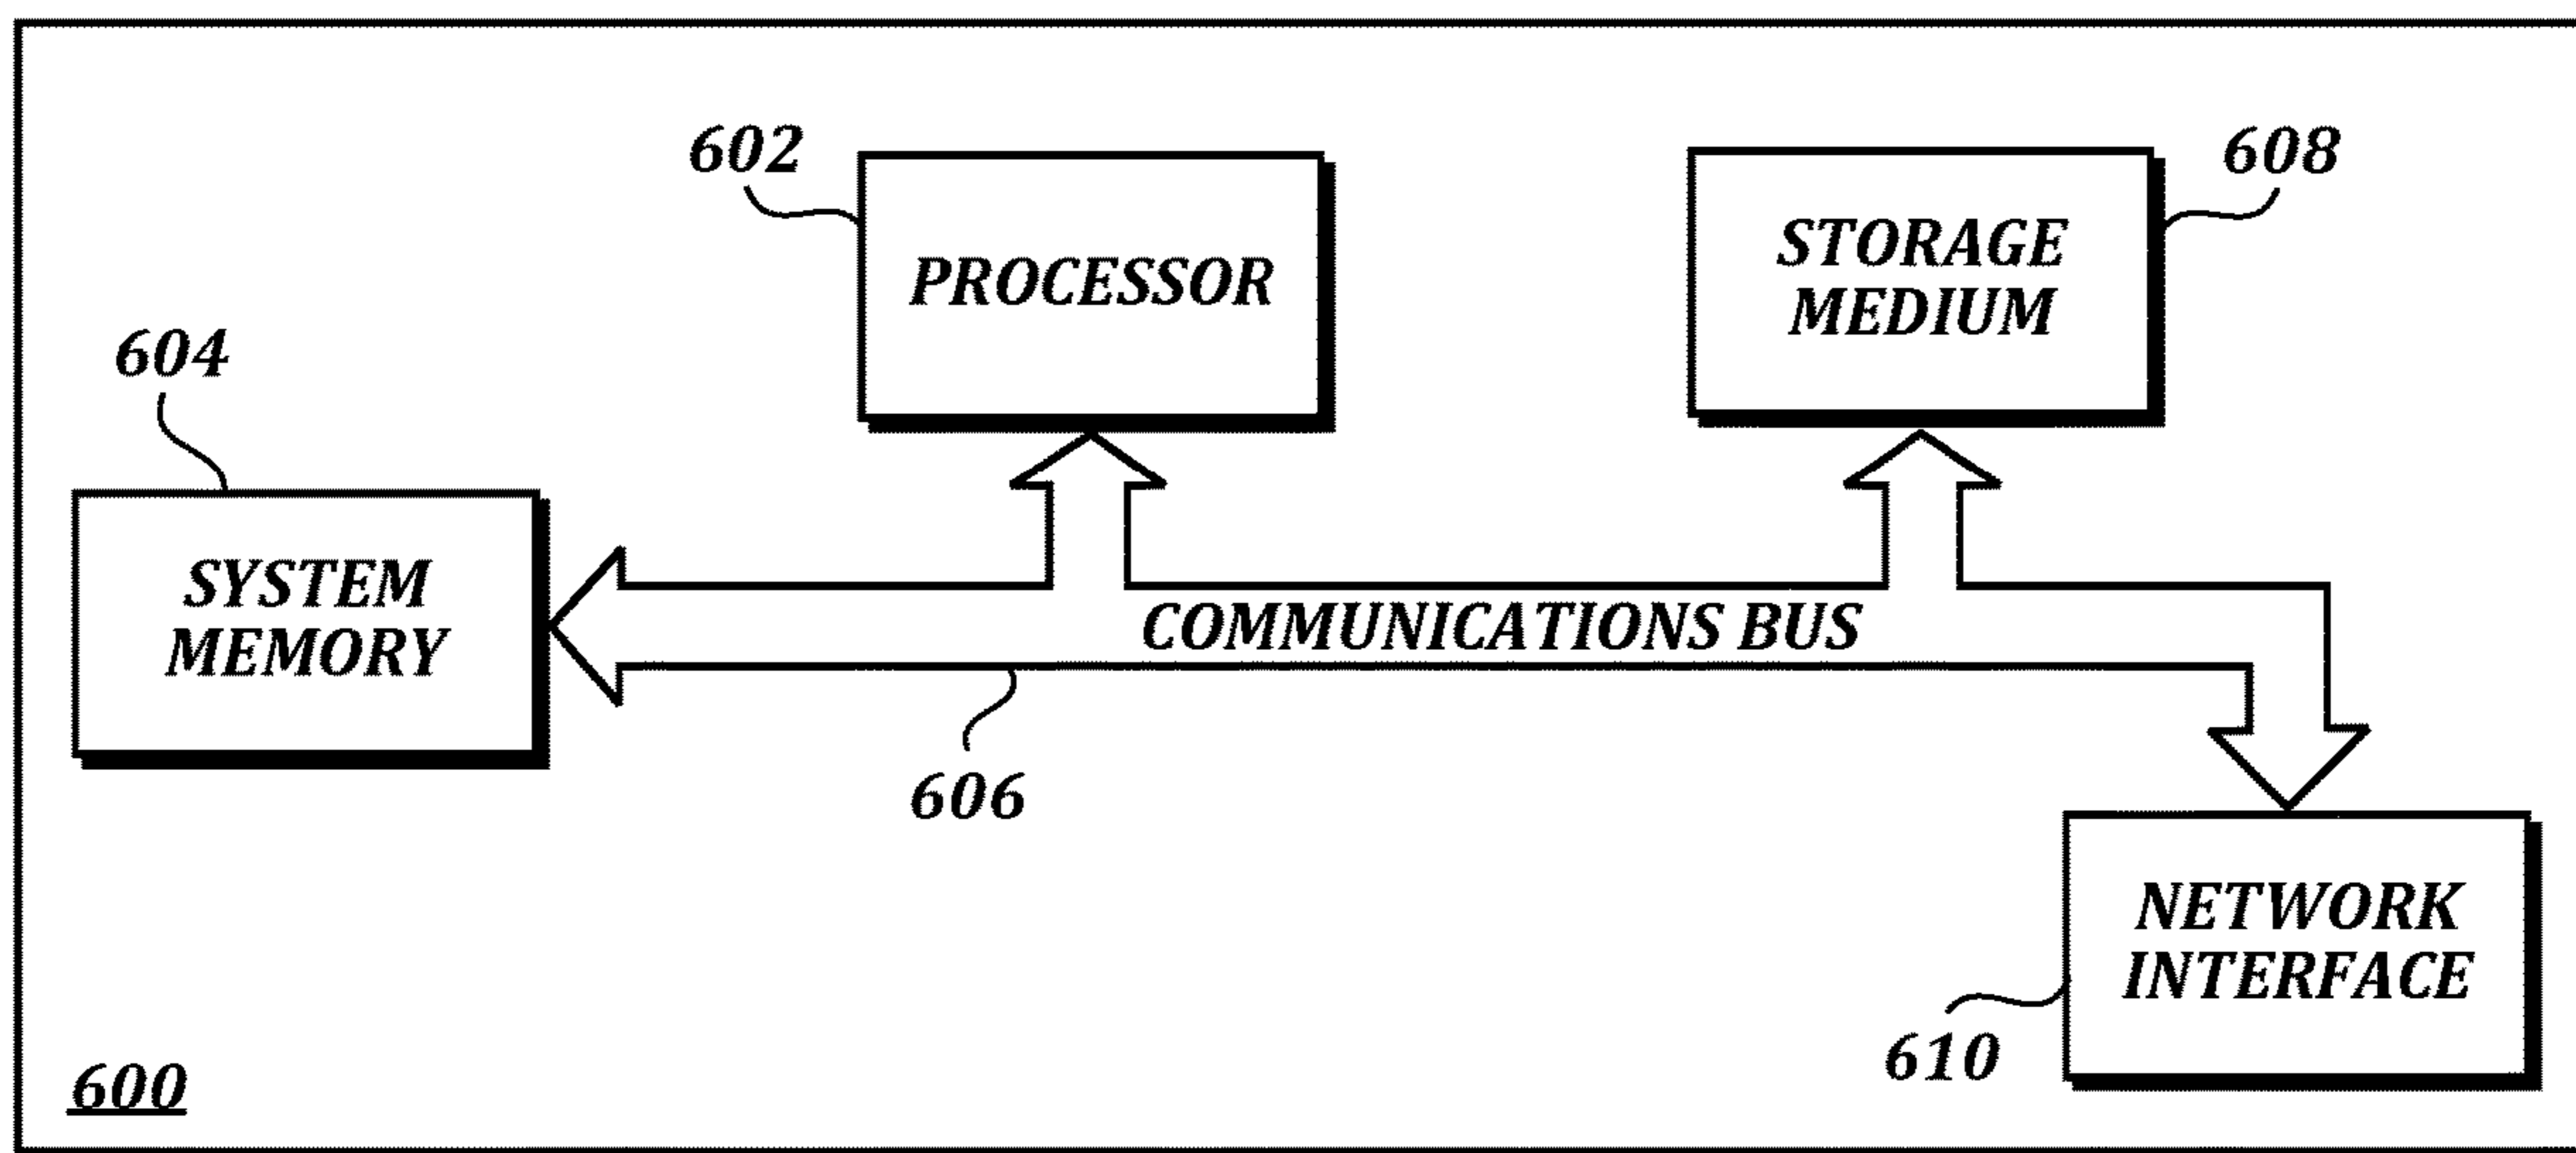 602
PROCESSOR
STORAGE
MEDIUM
608
604
SYSTEM
MEMORY
COMMUNICATIONS BUS
606
NETWORK
INTERFACE
610
600